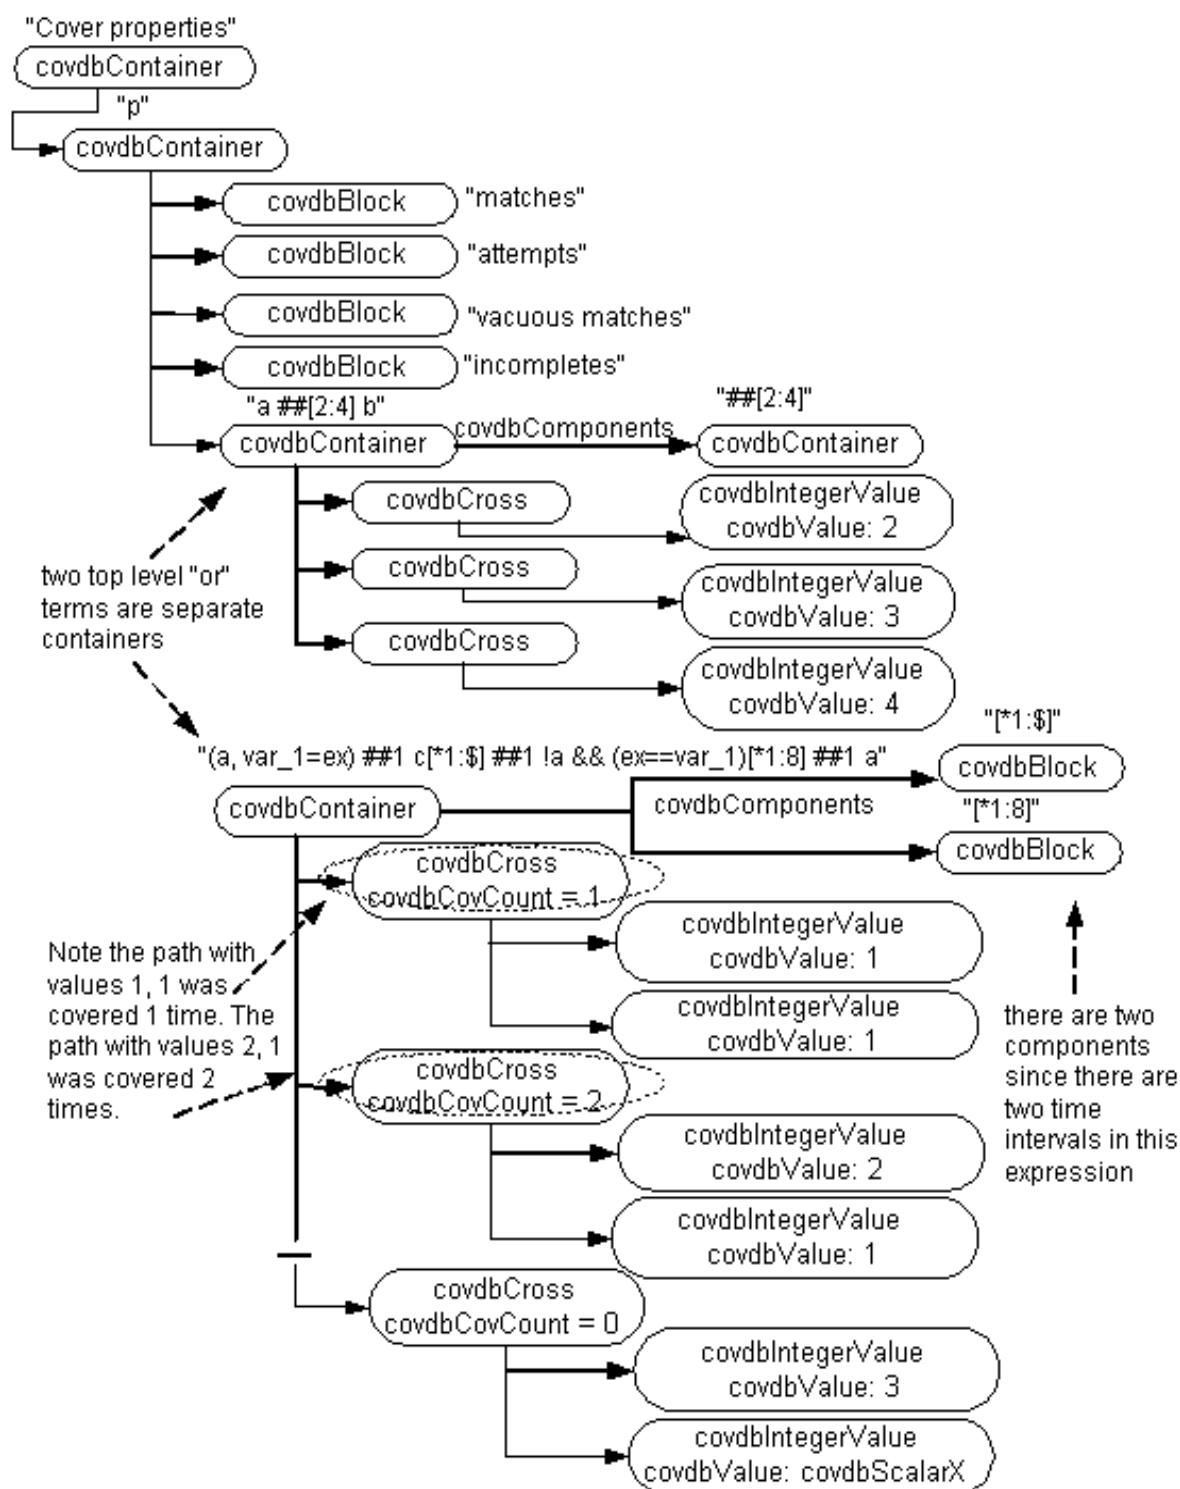 "Cover properties"
covdbContainer
"p"
covdbContainer
covdbBlock "matches"
covdbBlock "attempts"
covdbBlock "vacuous matches"
covdbBlock "incompletes"
"a ##[2:4] b"
"##[2:4]"
covdbContainer covdbComponents covdbContainer
covdbCross
covdbIntegerValue
covdbValue: 2
covdbCross
covdbIntegerValue
covdbValue: 3
covdbCross
covdbIntegerValue
covdbValue: 4
two top level "or"
terms are separate
containers
"(a, var_1=ex) ##1 c[*1:$] ##1 !a && (ex==var_1)[*1:8] ##1 a"
"[*1:$]"
covdbBlock
covdbContainer
covdbComponents
"[*1:8]"
covdbBlock
covdbCross
covdbCovCount = 1
covdbIntegerValue
covdbValue: 1
covdbIntegerValue
covdbValue: 1
Note the path with
values 1, 1 was
covered 1 time. The
path with values 2, 1
was covered 2
times.
there are two
components
since there are
two time
intervals in this
expression
covdbCross
covdbCovCount = 2
covdbIntegerValue
covdbValue: 2
covdbIntegerValue
covdbValue: 1
covdbCross
covdbCovCount = 0
covdbIntegerValue
covdbValue: 3
covdbIntegerValue
covdbValue: covdbScalarX